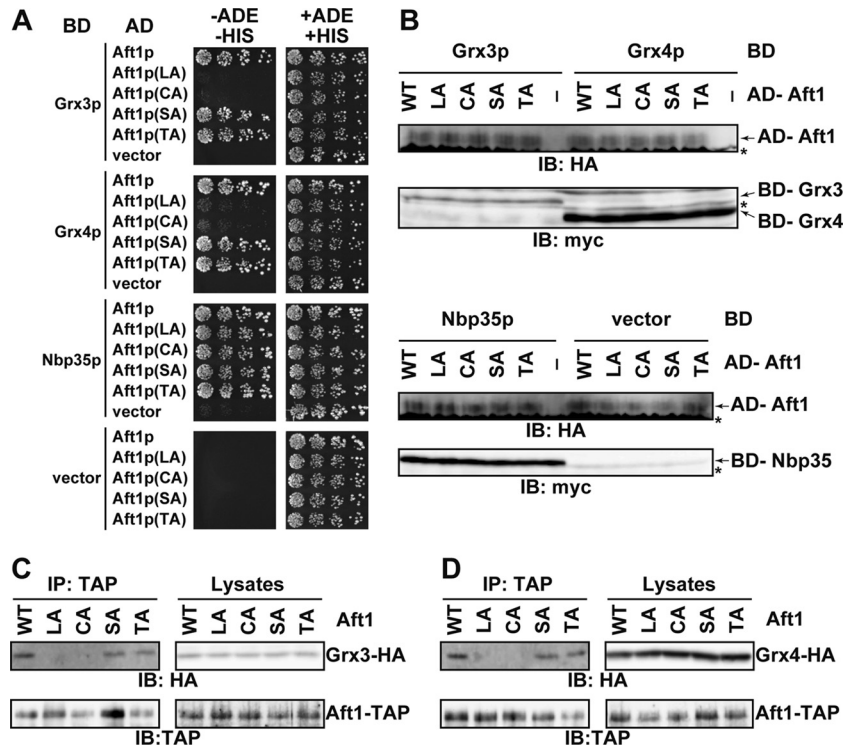 A
BD
AD
-ADE
-HIS
+ADE
+HIS
Grx3p
Aft1p
Aft1p(LA)
Aft1p(CA)
Aft1p(SA)
Aft1p(TA)
vector
Grx4p
Aft1p
Aft1p(LA)
Aft1p(CA)
Aft1p(SA)
Aft1p(TA)
vector
Nbp35p
Aft1p
Aft1p(LA)
Aft1p(CA)
Aft1p(SA)
Aft1p(TA)
vector
vector
Aft1p
Aft1p(LA)
Aft1p(CA)
Aft1p(SA)
Aft1p(TA)
B
Grx3p Grx4p BD
WT LA CA SA TA – WT LA CA SA TA – AD- Aft1
AD- Aft1
*
IB: HA
BD- Grx3
*
BD- Grx4
IB: myc
Nbp35p vector BD
WT LA CA SA TA – WT LA CA SA TA – AD- Aft1
AD- Aft1
*
IB: HA
BD- Nbp35
*
IB: myc
C
IP: TAP Lysates
WT LA CA SA TA WT LA CA SA TA Aft1
Grx3-HA
IB: HA
Aft1-TAP
IB:TAP
D
IP: TAP Lysates
WT LA CA SA TA WT LA CA SA TA Aft1
Grx4-HA
IB: HA
Aft1-TAP
IB:TAP